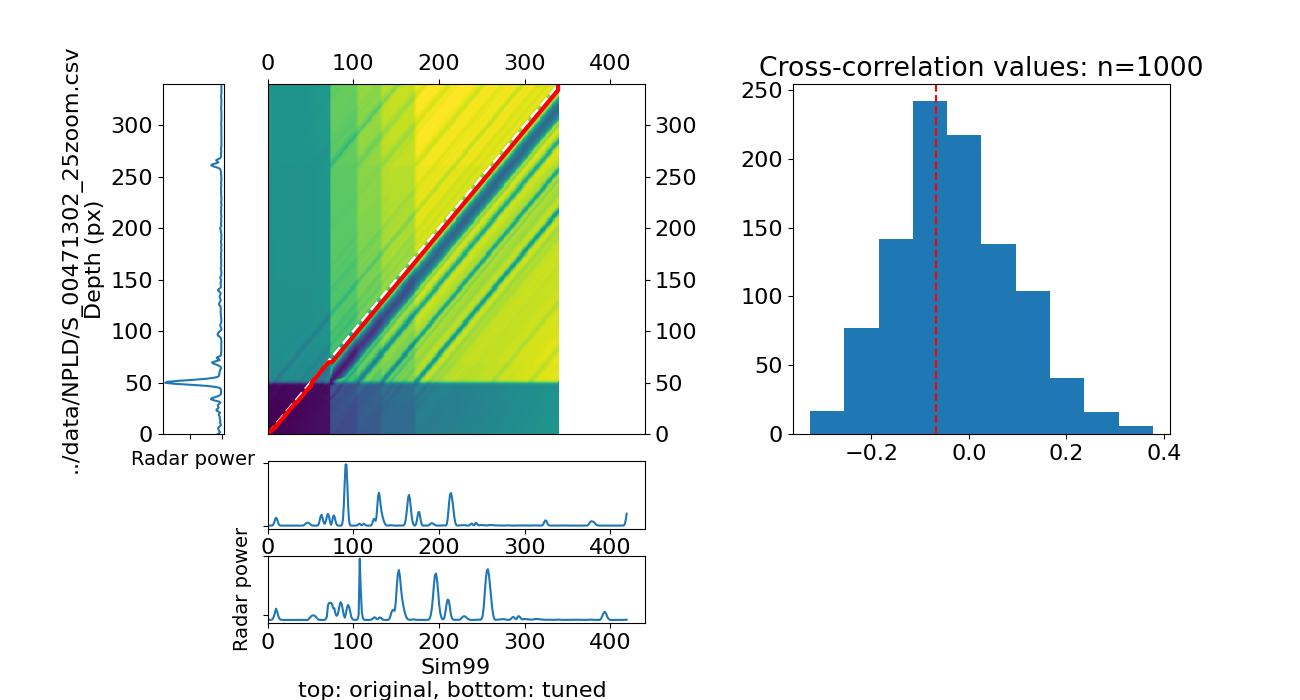 ../data/NPLD/S_00471302_25zoom.csv
Depth (px)
0 100 200 300 400
300
250
200
150
100
50
0
300
250
200
150
100
50
0
Radar power
0 100 200 300 400
Radar power
0 100 200 300 400
Sim99
top: original, bottom: tuned
Cross-correlation values: n=1000
250
200
150
100
50
0
−0.2 0.0 0.2 0.4